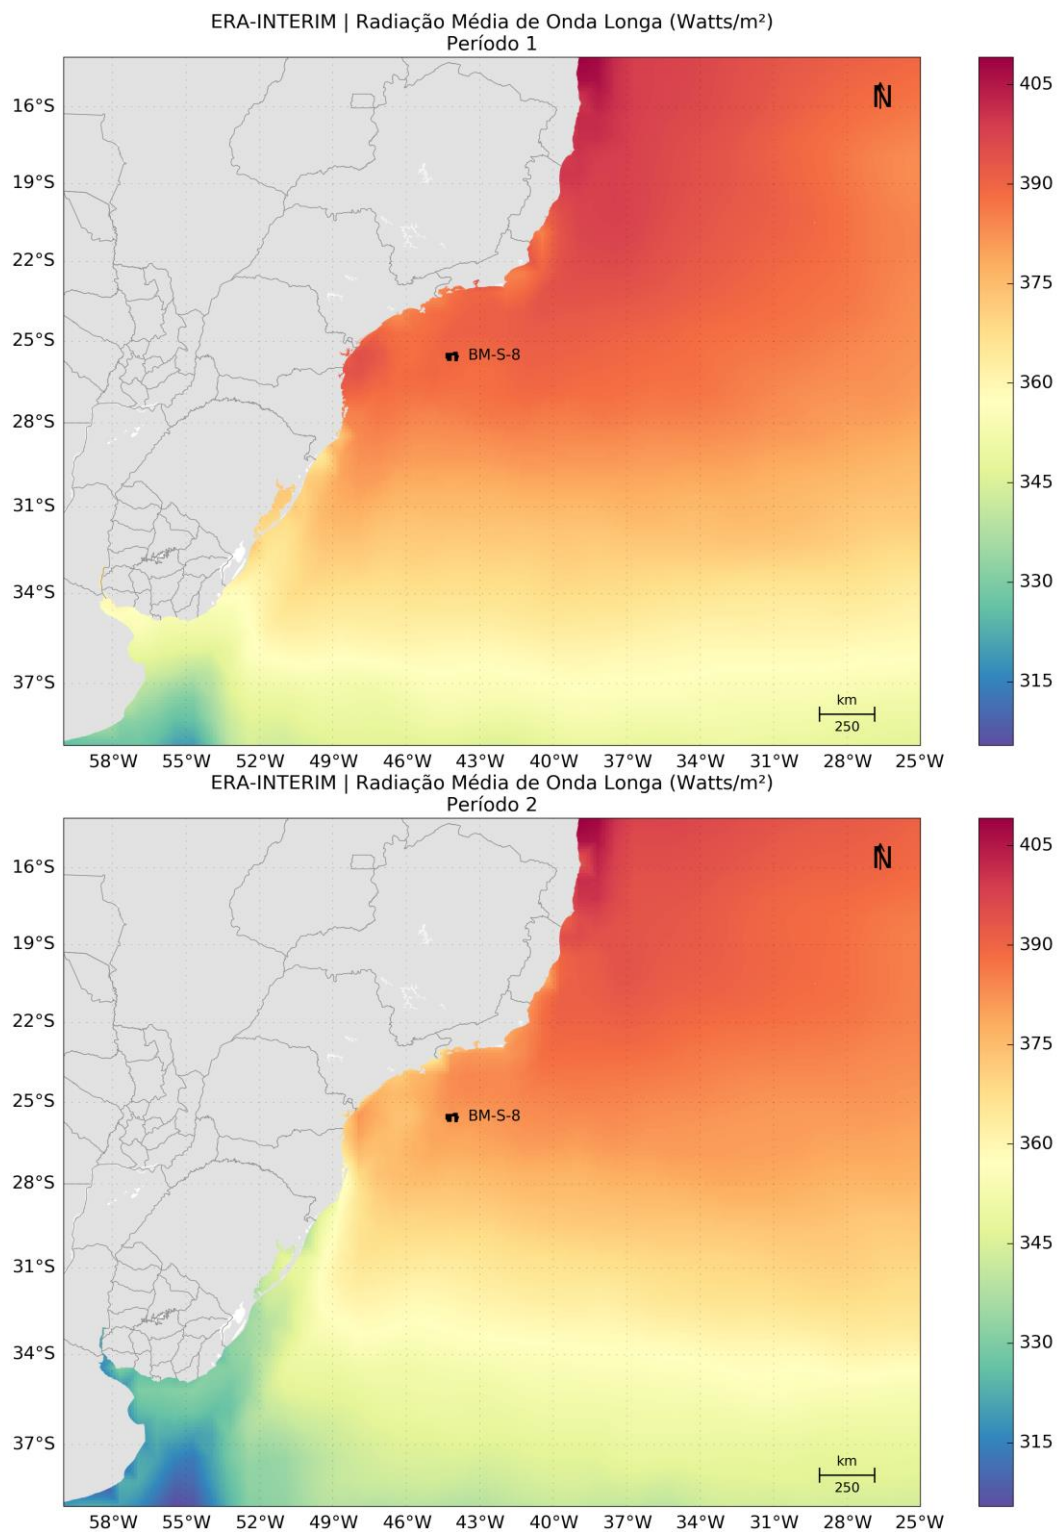 ERA-INTERIM | Radiação Média de Onda Longa (Watts/m²)
Período 1
16°S
19°S
22°S
25°S
28°S
31°S
34°S
37°S
N
BM-S-8
km
250
58°W 55°W 52°W 49°W 46°W 43°W 40°W 37°W 34°W 31°W 28°W 25°W
405
390
375
360
345
330
315
ERA-INTERIM | Radiação Média de Onda Longa (Watts/m²)
Período 2
16°S
19°S
22°S
25°S
28°S
31°S
34°S
37°S
N
BM-S-8
km
250
58°W 55°W 52°W 49°W 46°W 43°W 40°W 37°W 34°W 31°W 28°W 25°W
405
390
375
360
345
330
315